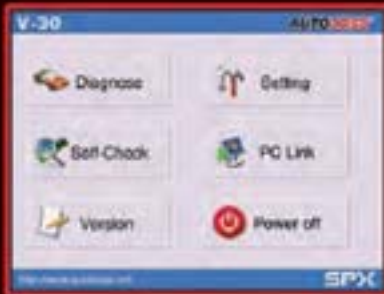 V-30 AUTOBOSS
Diagnose Setting
Self-Check PC Link
Version Power off
SPX